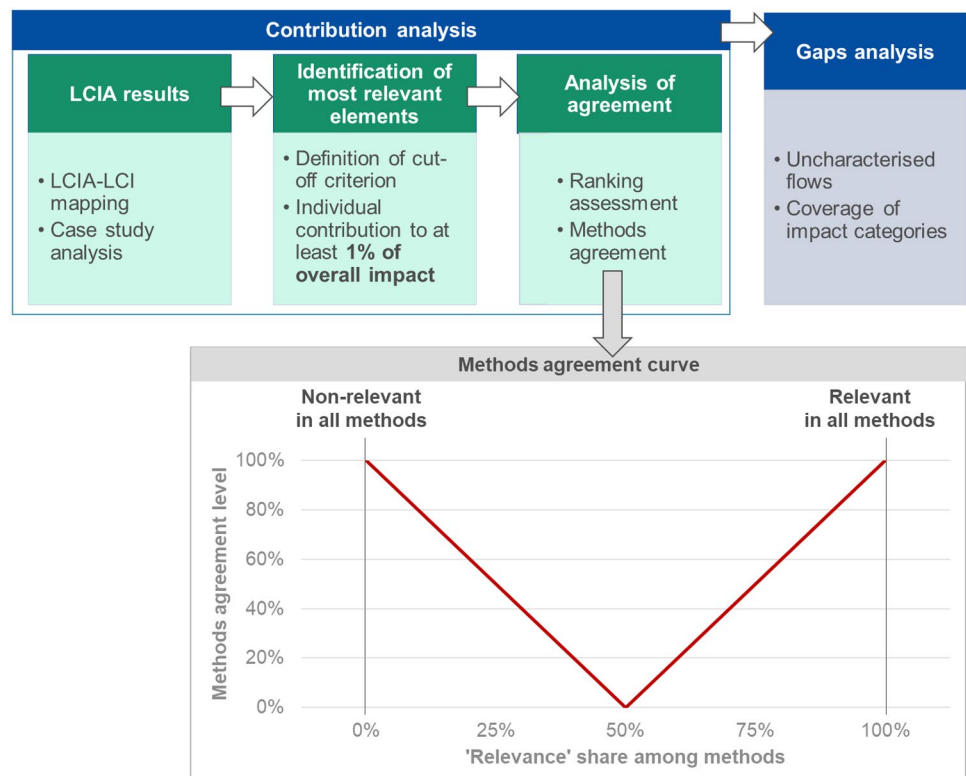 Contribution analysis
LCIA results
• LCIA-LCI
mapping
• Case study
analysis
Identification of
most relevant
elements
• Definition of cut-
off criterion
• Individual
contribution to at
least 1% of
overall impact
Analysis of
agreement
• Ranking
assessment
• Methods
agreement
Gaps analysis
• Uncharacterised
flows
• Coverage of
impact categories
Methods agreement curve
Non-relevant
in all methods
Relevant
in all methods
Methods agreement level
100%
80%
60%
40%
20%
0%
0%
25%
50%
75%
100%
'Relevance' share among methods